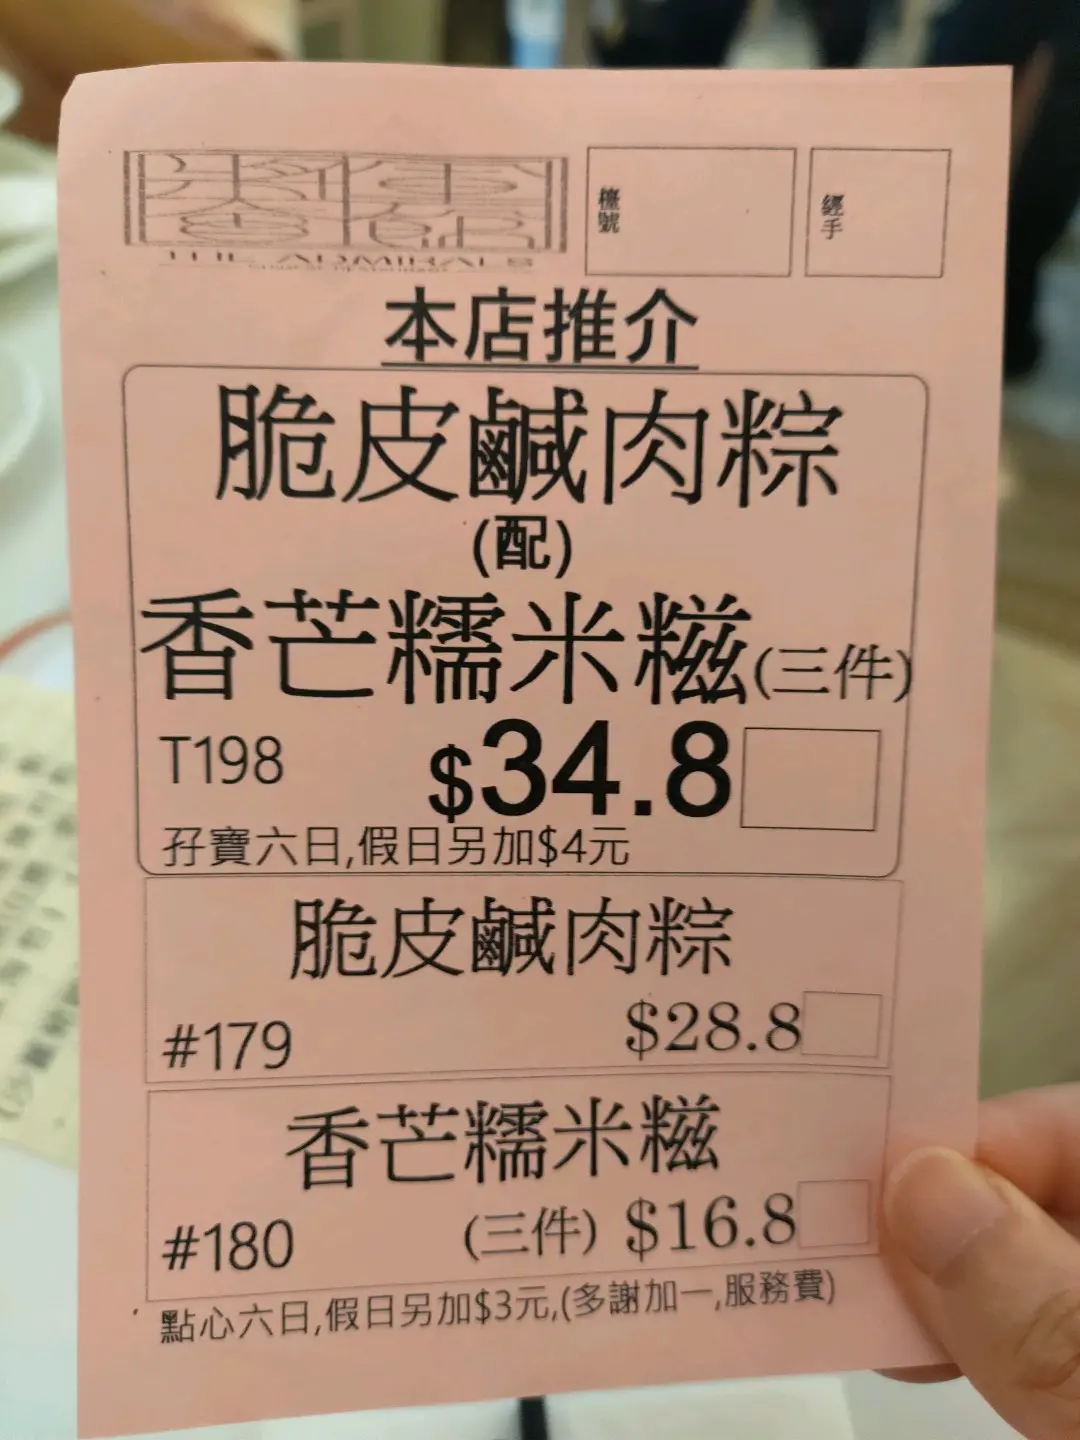 THE ADMIRALS
檯號
經手
本店推介
脆皮鹹肉粽
(配)
香芒糯米糍(三件)
T198 $34.8
孖寶六日,假日另加$4元
脆皮鹹肉粽
#179 $28.8
香芒糯米糍
#180 (三件) $16.8
點心六日,假日另加$3元,(多謝加一,服務費)